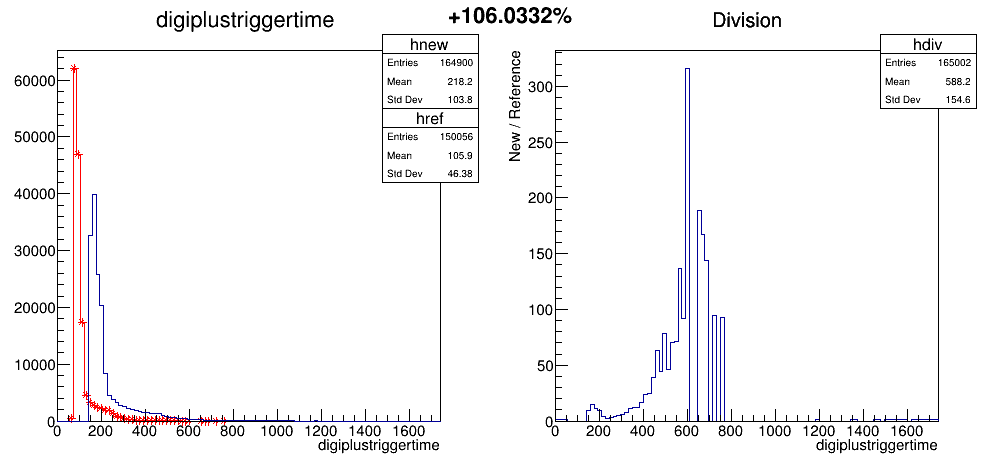 digiplustriggertime
+106.0332%
Division
hnew
Entries 164900
Mean 218.2
Std Dev 103.8
href
Entries 150056
Mean 105.9
Std Dev 46.38
60000
50000
40000
30000
20000
10000
0
0 200 400 600 800 1000 1200 1400 1600
digiplustriggertime
hdiv
Entries 165002
Mean 588.2
Std Dev 154.6
New / Reference
300
250
200
150
100
50
0
0 200 400 600 800 1000 1200 1400 1600
digiplustriggertime